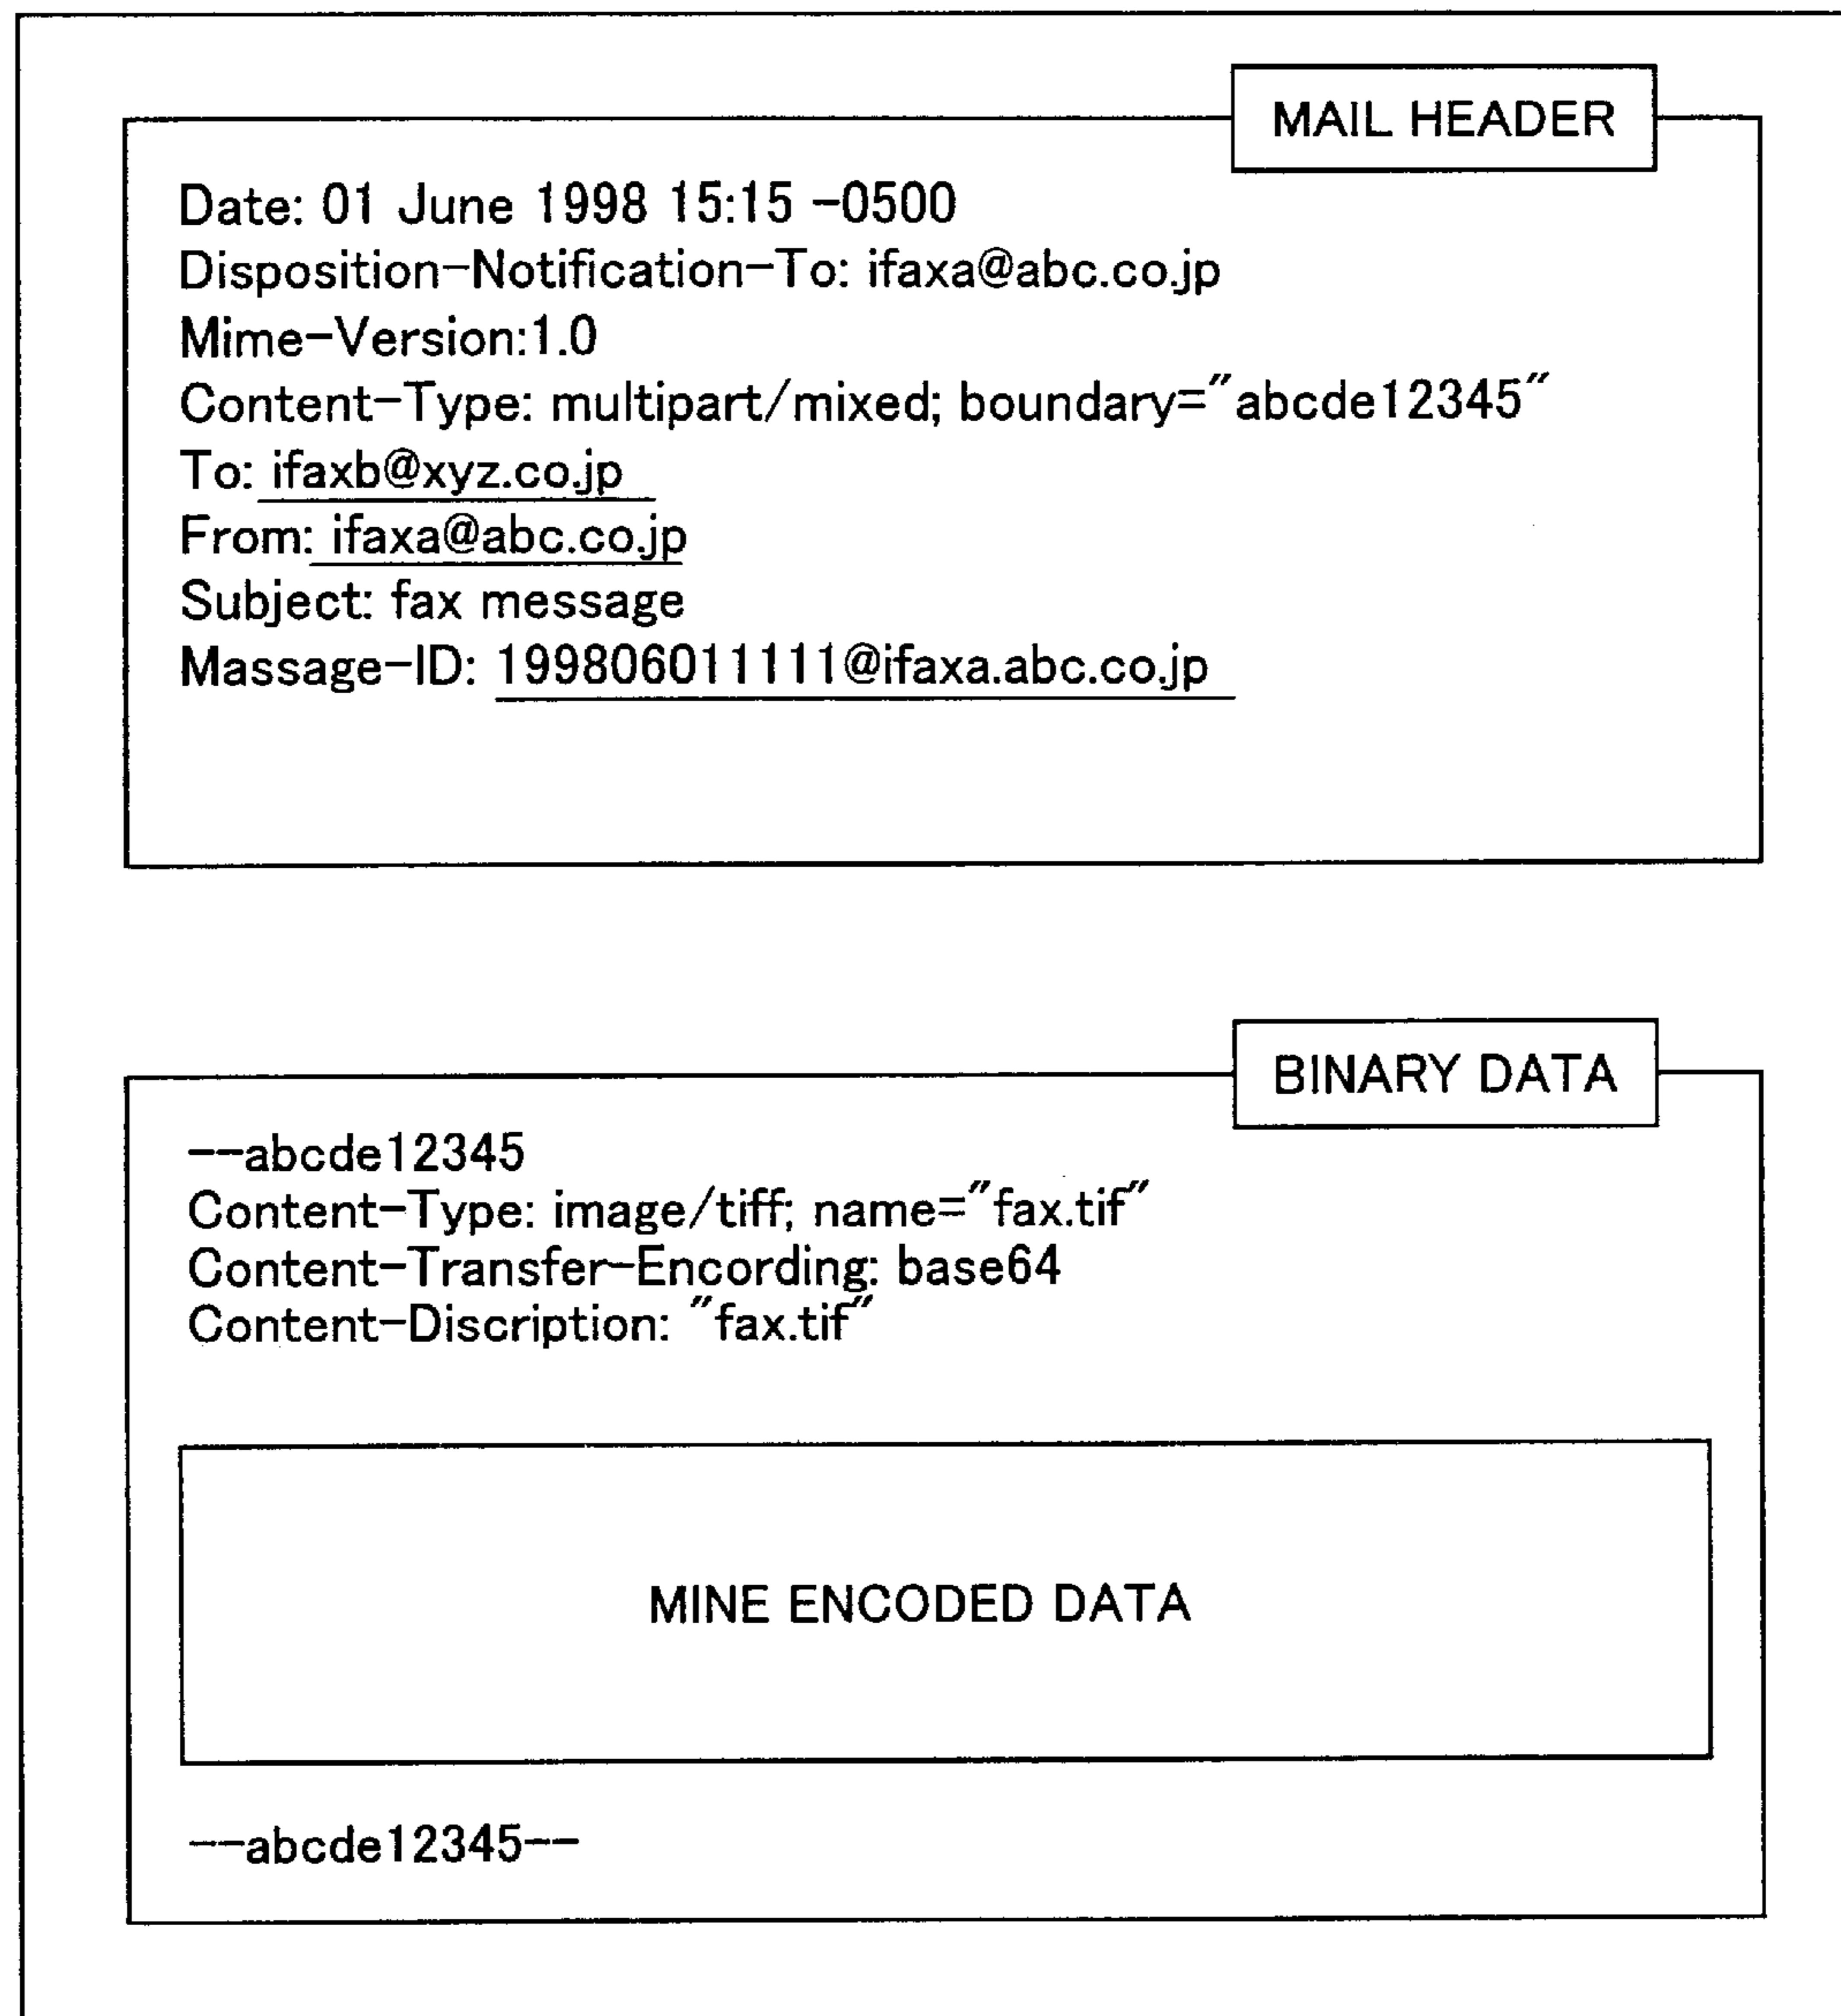 MAIL HEADER
Date: 01 June 1998 15:15 -0500
Disposition-Notification-To: ifaxa@abc.co.jp
Mime-Version:1.0
Content-Type: multipart/mixed; boundary="abcde12345"
To: ifaxb@xyz.co.jp
From: ifaxa@abc.co.jp
Subject: fax message
Massage-ID: 199806011111@ifaxa.abc.co.jp
BINARY DATA
--abcde12345
Content-Type: image/tiff; name="fax.tif"
Content-Transfer-Encording: base64
Content-Discription: "fax.tif"
MINE ENCODED DATA
--abcde12345--